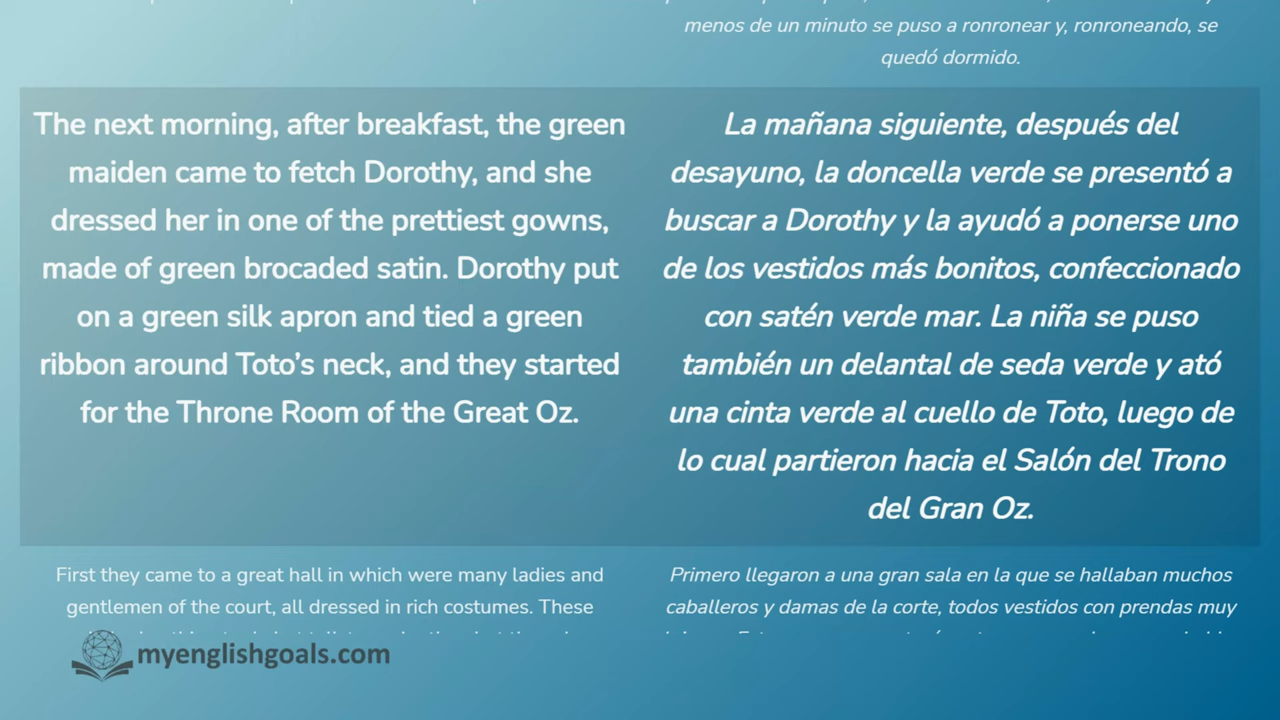 menos de un minuto se puso a ronronear y, ronroneando, se
quedó dormido.
The next morning, after breakfast, the green
maiden came to fetch Dorothy, and she
dressed her in one of the prettiest gowns,
made of green brocaded satin. Dorothy put
on a green silk apron and tied a green
ribbon around Toto’s neck, and they started
for the Throne Room of the Great Oz.
La mañana siguiente, después del
desayuno, la doncella verde se presentó a
buscar a Dorothy y la ayudó a ponerse uno
de los vestidos más bonitos, confeccionado
con satén verde mar. La niña se puso
también un delantal de seda verde y ató
una cinta verde al cuello de Toto, luego de
lo cual partieron hacia el Salón del Trono
del Gran Oz.
First they came to a great hall in which were many ladies and
gentlemen of the court, all dressed in rich costumes. These
Primero llegaron a una gran sala en la que se hallaban muchos
caballeros y damas de la corte, todos vestidos con prendas muy
myenglishgoals.com